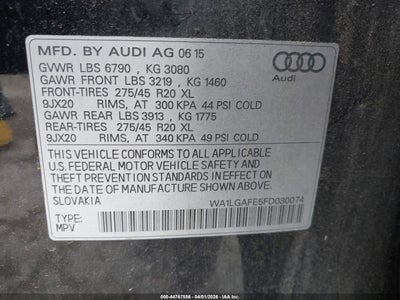 MFD. BY AUDI AG 06 15
GVWR LBS 6790 , KG 3080
GAWR FRONT LBS 3219 , KG 1460
FRONT-TIRES 275/45 R20 XL
9JX20 RIMS, AT 300 KPA 44 PSI COLD
GAWR REAR LBS 3913 , KG 1775
REAR-TIRES 275/45 R20 XL
9JX20 RIMS, AT 340 KPA 49 PSI COLD
Audi
THIS VEHICLE CONFORMS TO ALL APPLICABLE
U.S. FEDERAL MOTOR VEHICLE SAFETY AND
THEFT PREVENTION STANDARDS IN EFFECT ON
THE DATE OF MANUFACTURE SHOWN ABOVE.
SLOVAKIA
WA1LGAFE5FD030074
TYPE:
MPV
000-44767556 - 04/01/2026 - IAAI.COM